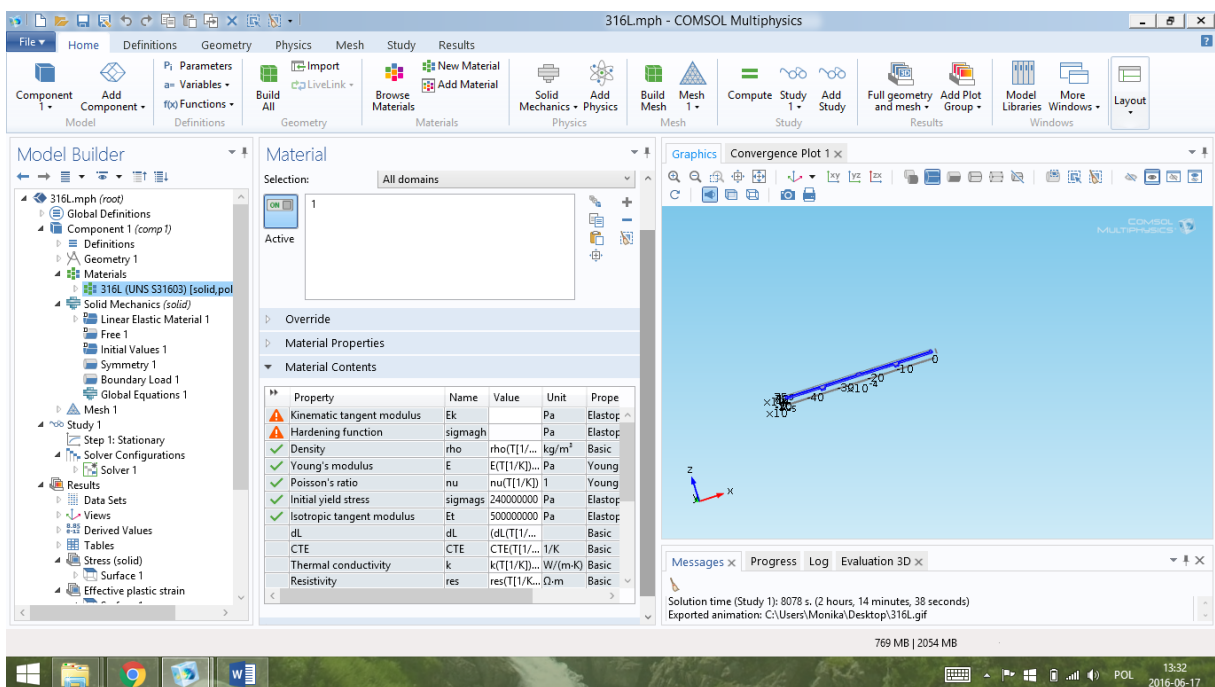 316L.mph - COMSOL Multiphysics
File Home Definitions Geometry Physics Mesh Study Results
Component 1 Add Component
Pi Parameters
a= Variables
f(x) Functions
Build All
Import
LiveLink
Browse Materials
New Material
Add Material
Solid Mechanics Add Physics
Build Mesh Mesh 1
Compute Study 1 Add Study
Full geometry and mesh Add Plot Group
Model Libraries More Windows
Layout
Model Definitions Geometry Materials Physics Mesh Study Results Windows
Model Builder
316L.mph (root)
Global Definitions
Component 1 (comp1)
Definitions
Geometry 1
Materials
316L (UNS S31603) [solid,pol
Solid Mechanics (solid)
Linear Elastic Material 1
Free 1
Initial Values 1
Symmetry 1
Boundary Load 1
Global Equations 1
Mesh 1
Study 1
Step 1: Stationary
Solver Configurations
Solver 1
Results
Data Sets
Views
Derived Values
Tables
Stress (solid)
Surface 1
Effective plastic strain
Material
Selection: All domains
ON
1
Active
Override
Material Properties
Material Contents
Property Name Value Unit Prope
Kinematic tangent modulus Ek Pa Elastop
Hardening function sigmagh Pa Elastop
Density rho rho(T[1/... kg/m³ Basic
Young's modulus E E(T[1/K])... Pa Young
Poisson's ratio nu nu(T[1/K]) 1 Young
Initial yield stress sigmags 240000000 Pa Elastop
Isotropic tangent modulus Et 500000000 Pa Elastop
dL dL (dL(T[1/... Basic
CTE CTE CTE(T[1/... 1/K Basic
Thermal conductivity k k(T[1/K])... W/(m·K) Basic
Resistivity res res(T[1/K... Ω·m Basic
Graphics Convergence Plot 1
xy yz zx
COMSOL
MULTIPHYSICS
0
-10
-20
-30
-40
z
y x
Messages Progress Log Evaluation 3D
Solution time (Study 1): 8078 s. (2 hours, 14 minutes, 38 seconds)
Exported animation: C:\Users\Monika\Desktop\316L.gif
769 MB | 2054 MB
POL
13:32
2016-06-17